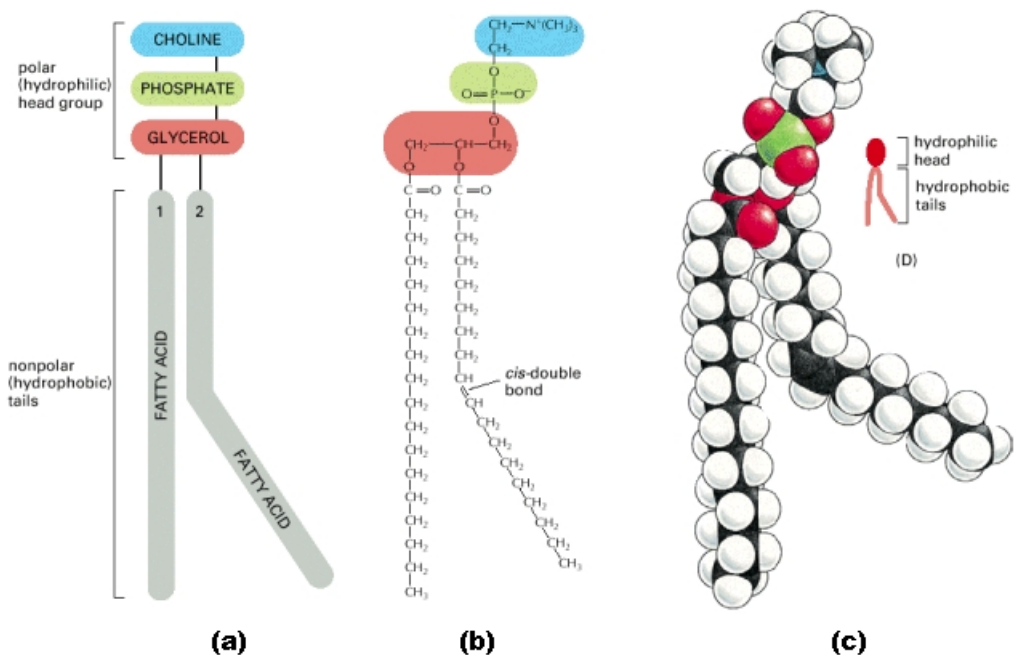 polar
(hydrophilic)
head group
CHOLINE
PHOSPHATE
GLYCEROL
nonpolar
(hydrophobic)
tails
1
2
FATTY ACID
FATTY ACID
(a)
CH₂—N⁺(CH₃)₃
CH₂
O
O=P—O⁻
O
CH₂—CH—CH₂
O O
C=O C=O
CH₂ CH₂
CH₂ CH₂
CH₂ CH₂
CH₂ CH₂
CH₂ CH₂
CH₂ CH₂
CH₂ CH₂
CH₂ CH
CH₂ CH
CH₂ CH₂
CH₂ CH₂
CH₂ CH₂
CH₂ CH₂
CH₂ CH₂
CH₂ CH₂
CH₂ CH₂
CH₃ CH₃
cis-double
bond
(b)
hydrophilic
head
hydrophobic
tails
(D)
(c)